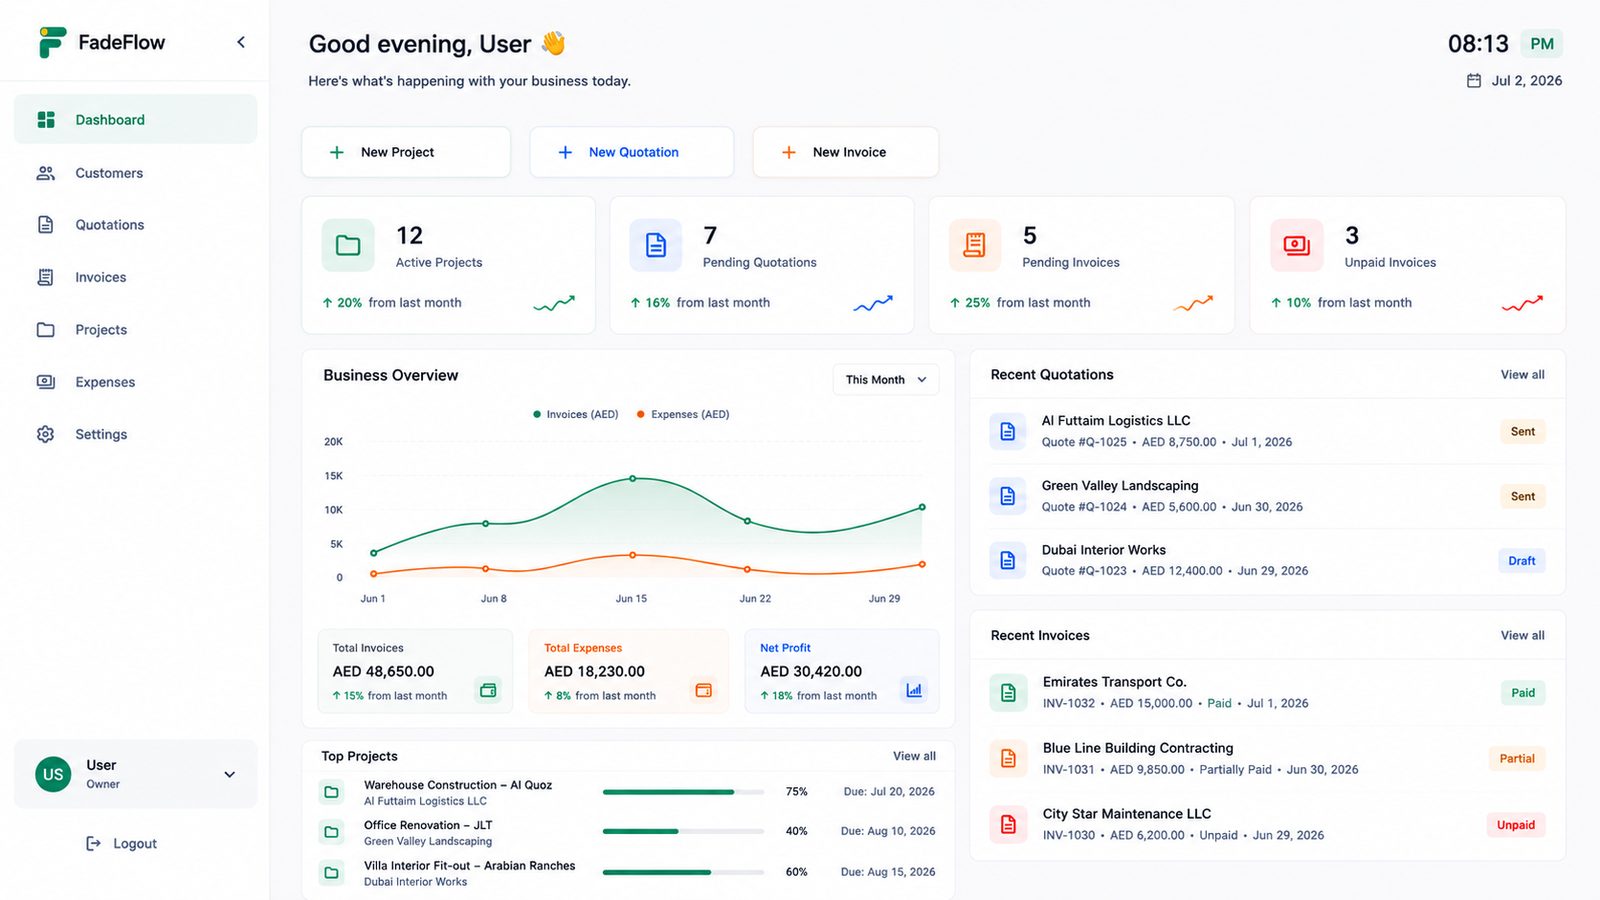 FadeFlow
Dashboard
Customers
Quotations
Invoices
Projects
Expenses
Settings
US
User
Owner
Logout
Good evening, User 👋
Here's what's happening with your business today.
08:13 PM
Jul 2, 2026
New Project
New Quotation
New Invoice
12
Active Projects
↑ 20% from last month
7
Pending Quotations
↑ 16% from last month
5
Pending Invoices
↑ 25% from last month
3
Unpaid Invoices
↑ 10% from last month
Business Overview
This Month
Invoices (AED)
Expenses (AED)
20K
15K
10K
5K
0
Jun 1
Jun 8
Jun 15
Jun 22
Jun 29
Total Invoices
AED 48,650.00
↑ 15% from last month
Total Expenses
AED 18,230.00
↑ 8% from last month
Net Profit
AED 30,420.00
↑ 18% from last month
Top Projects
View all
Warehouse Construction – Al Quoz
Al Futtaim Logistics LLC
75%
Due: Jul 20, 2026
Office Renovation – JLT
Green Valley Landscaping
40%
Due: Aug 10, 2026
Villa Interior Fit-out – Arabian Ranches
Dubai Interior Works
60%
Due: Aug 15, 2026
Recent Quotations
View all
Al Futtaim Logistics LLC
Quote #Q-1025 • AED 8,750.00 • Jul 1, 2026
Sent
Green Valley Landscaping
Quote #Q-1024 • AED 5,600.00 • Jun 30, 2026
Sent
Dubai Interior Works
Quote #Q-1023 • AED 12,400.00 • Jun 29, 2026
Draft
Recent Invoices
View all
Emirates Transport Co.
INV-1032 • AED 15,000.00 • Paid • Jul 1, 2026
Paid
Blue Line Building Contracting
INV-1031 • AED 9,850.00 • Partially Paid • Jun 30, 2026
Partial
City Star Maintenance LLC
INV-1030 • AED 6,200.00 • Unpaid • Jun 29, 2026
Unpaid